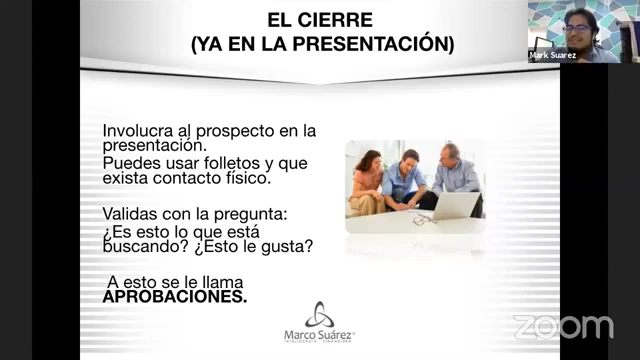 EL CIERRE
(YA EN LA PRESENTACIÓN)
Mark Suarez
Involucra al prospecto en la
presentación.
Puedes usar folletos y que
exista contacto físico.
Validas con la pregunta:
¿Es esto lo que está
buscando? ¿Esto le gusta?
A esto se le llama
APROBACIONES.
Marco Suárez
INTELIGENCIA FINANCIERA
zoom